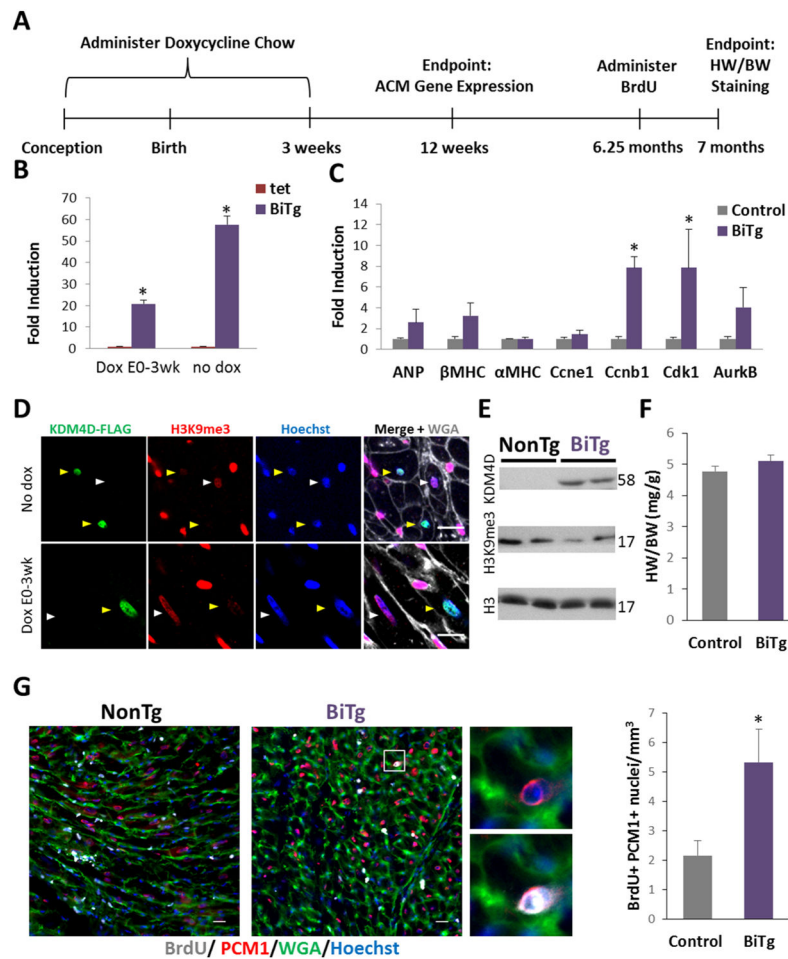 A
Administer Doxycycline Chow
Endpoint:
ACM Gene Expression
Administer
BrdU
Endpoint:
HW/BW
Staining
Conception
Birth
3 weeks
12 weeks
6.25 months
7 months
B
tet
BiTg
Fold Induction
70
60
50
40
30
20
10
0
*
*
Dox E0-3wk
no dox
C
Control
BiTg
Fold Induction
14
12
10
8
6
4
2
0
*
*
ANP
βMHC
αMHC
Ccne1
Ccnb1
Cdk1
AurkB
D
KDM4D-FLAG
H3K9me3
Hoechst
Merge + WGA
No dox
Dox E0-3wk
E
NonTg
BiTg
KDM4D
58
H3K9me3
17
H3
17
F
HW/BW (mg/g)
6
5
4
3
2
1
0
Control
BiTg
G
NonTg
BiTg
BrdU/ PCM1/WGA/Hoechst
BrdU+ PCM1+ nuclei/mm³
7
6
5
4
3
2
1
0
*
Control
BiTg